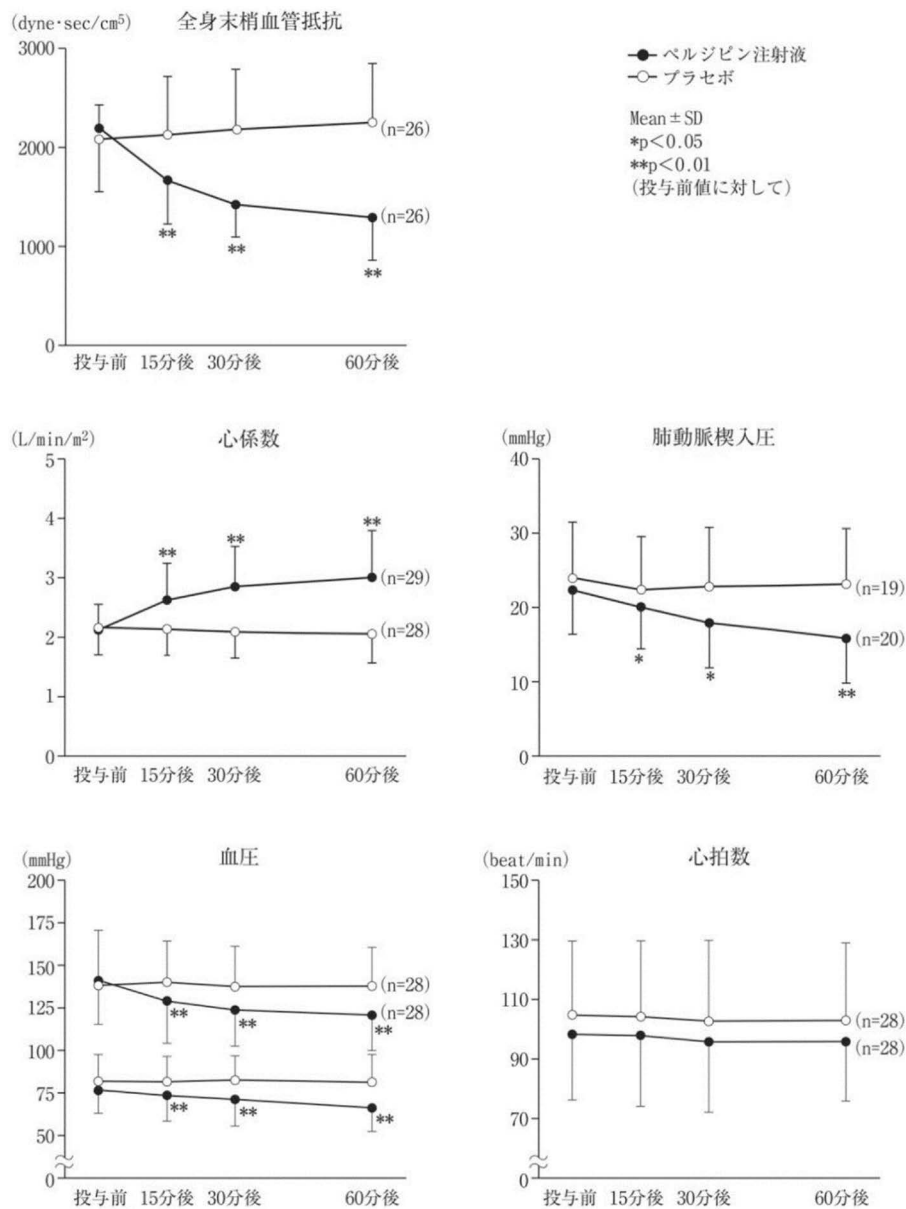 (dyne·sec/cm⁵) 全身末梢血管抵抗
3000
2000
1000
0
(n=26)
(n=26)
**
**
**
投与前 15分後 30分後 60分後
ペルジピン注射液
プラセボ
Mean±SD
*p<0.05
**p<0.01
(投与前値に対して)
(L/min/m²) 心係数
5
4
3
2
1
0
**
**
**
(n=29)
(n=28)
投与前 15分後 30分後 60分後
(mmHg) 肺動脈楔入圧
40
30
20
10
0
(n=19)
(n=20)
*
*
**
投与前 15分後 30分後 60分後
(mmHg) 血圧
200
175
150
125
100
75
50
0
(n=28)
(n=28)
**
**
**
**
**
**
投与前 15分後 30分後 60分後
(beat/min) 心拍数
150
130
110
90
70
0
(n=28)
(n=28)
投与前 15分後 30分後 60分後